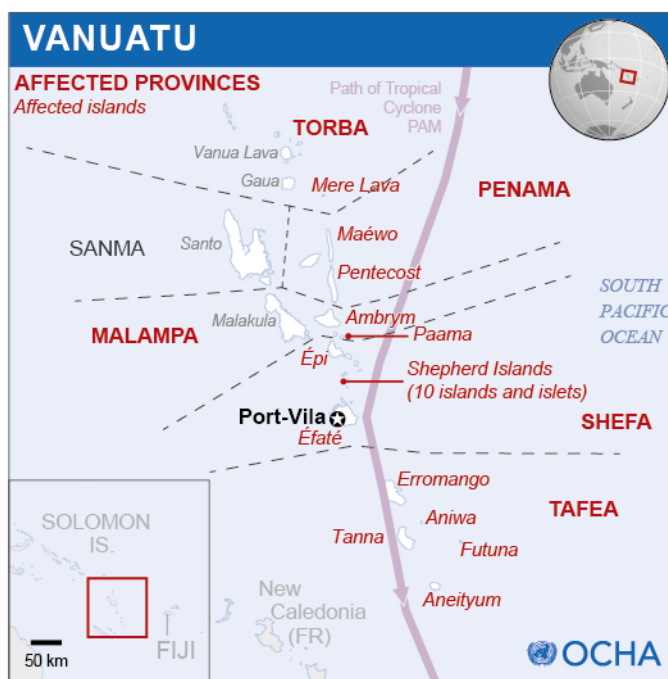 VANUATU
AFFECTED PROVINCES
Affected islands
Path of Tropical
Cyclone
PAM
TORBA
Vanua Lava
Gaua
Mere Lava
PENAMA
SANMA
Santo
Maéwo
Pentecost
SOUTH
PACIFIC
OCEAN
MALAMPA
Malakula
Ambrym
Paama
Épi
Shepherd Islands
(10 islands and islets)
Port-Vila
Éfaté
SHEFA
Erromango
TAFEA
Aniwa
Tanna
Futuna
Aneityum
SOLOMON
IS.
FIJI
50 km
New
Caledonia
(FR)
OCHA